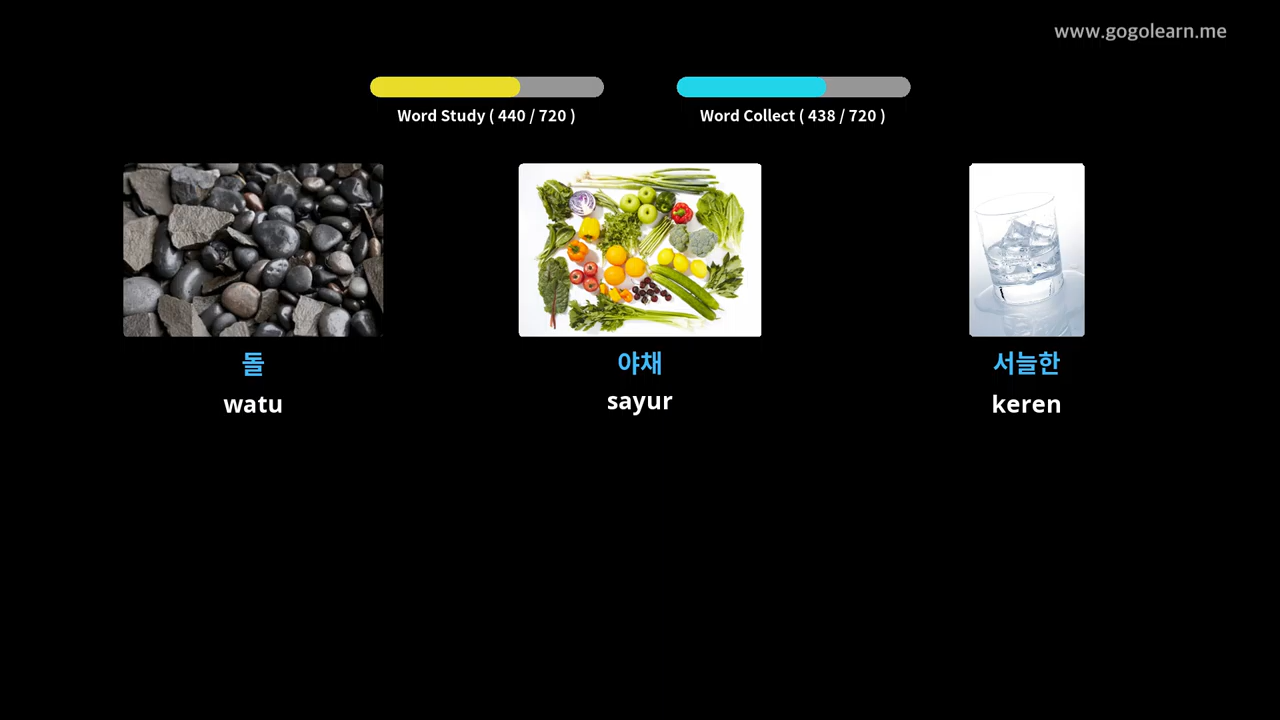 www.gogolearn.me
Word Study ( 440 / 720 )
Word Collect ( 438 / 720 )
돌
watu
야채
sayur
서늘한
keren